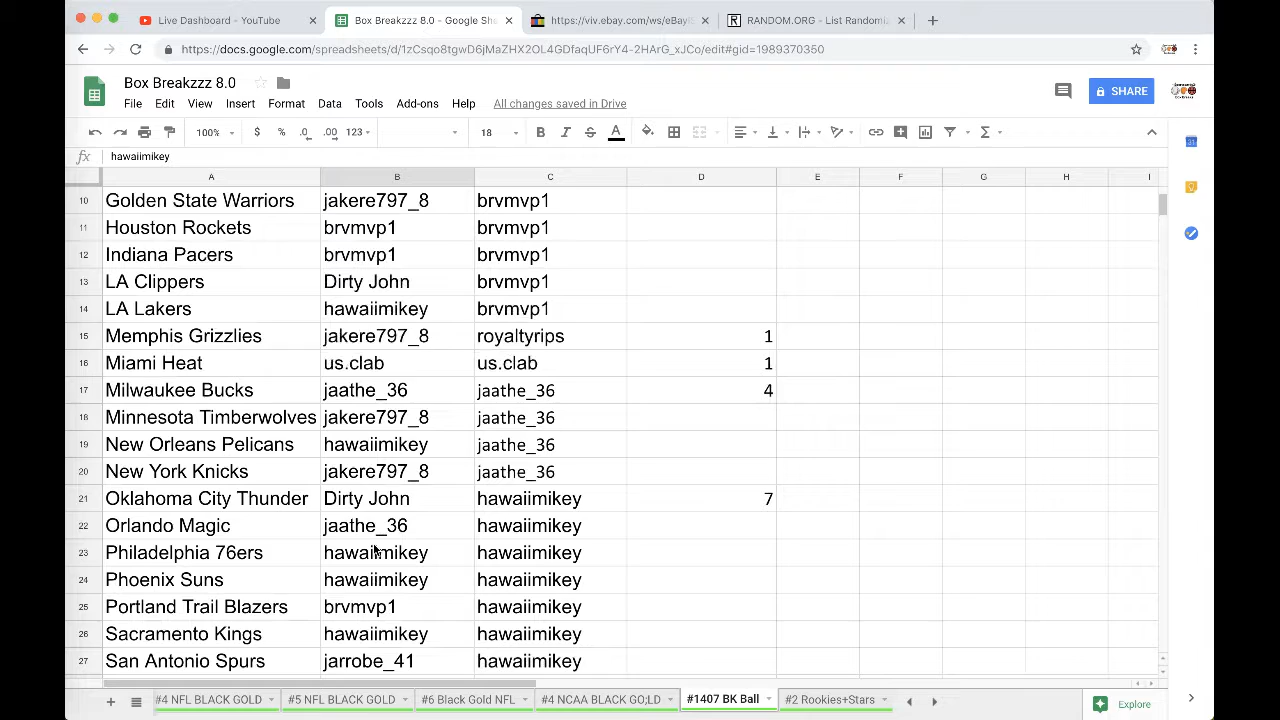 Live Dashboard - YouTube
Box Breakzzz 8.0 - Google She
https://viv.ebay.com/ws/eBayIS
RANDOM.ORG - List Randomiz
https://docs.google.com/spreadsheets/d/1zCsqo8tgwD6jMaZHX2OL4GDfaqUF6rY4-2HArG_xJCo/edit#gid=1989370350
Box Breakzzz 8.0
File Edit View Insert Format Data Tools Add-ons Help All changes saved in Drive
SHARE
100% $ % .0 .00 123 18 B I S A
fx hawaiimikey
A B C D E F G H I
10 Golden State Warriors jakere797_8 brvmvp1
11 Houston Rockets brvmvp1 brvmvp1
12 Indiana Pacers brvmvp1 brvmvp1
13 LA Clippers Dirty John brvmvp1
14 LA Lakers hawaiimikey brvmvp1
15 Memphis Grizzlies jakere797_8 royaltyrips 1
16 Miami Heat us.clab us.clab 1
17 Milwaukee Bucks jaathe_36 jaathe_36 4
18 Minnesota Timberwolves jakere797_8 jaathe_36
19 New Orleans Pelicans hawaiimikey jaathe_36
20 New York Knicks jakere797_8 jaathe_36
21 Oklahoma City Thunder Dirty John hawaiimikey 7
22 Orlando Magic jaathe_36 hawaiimikey
23 Philadelphia 76ers hawaiimikey hawaiimikey
24 Phoenix Suns hawaiimikey hawaiimikey
25 Portland Trail Blazers brvmvp1 hawaiimikey
26 Sacramento Kings hawaiimikey hawaiimikey
27 San Antonio Spurs jarrobe_41 hawaiimikey
#4 NFL BLACK GOLD #5 NFL BLACK GOLD #6 Black Gold NFL #4 NCAA BLACK GO;LD #1407 BK Ball #2 Rookies+Stars Explore